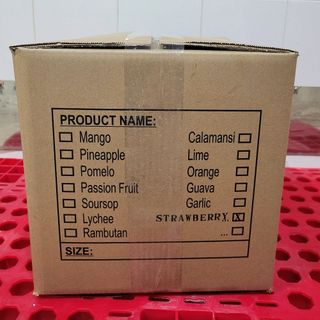 PRODUCT NAME:
Mango Calamansi
Pineapple Lime
Pomelo Orange
Passion Fruit Guava
Soursop Garlic
Lychee STRAWBERRY X
Rambutan ...
SIZE: